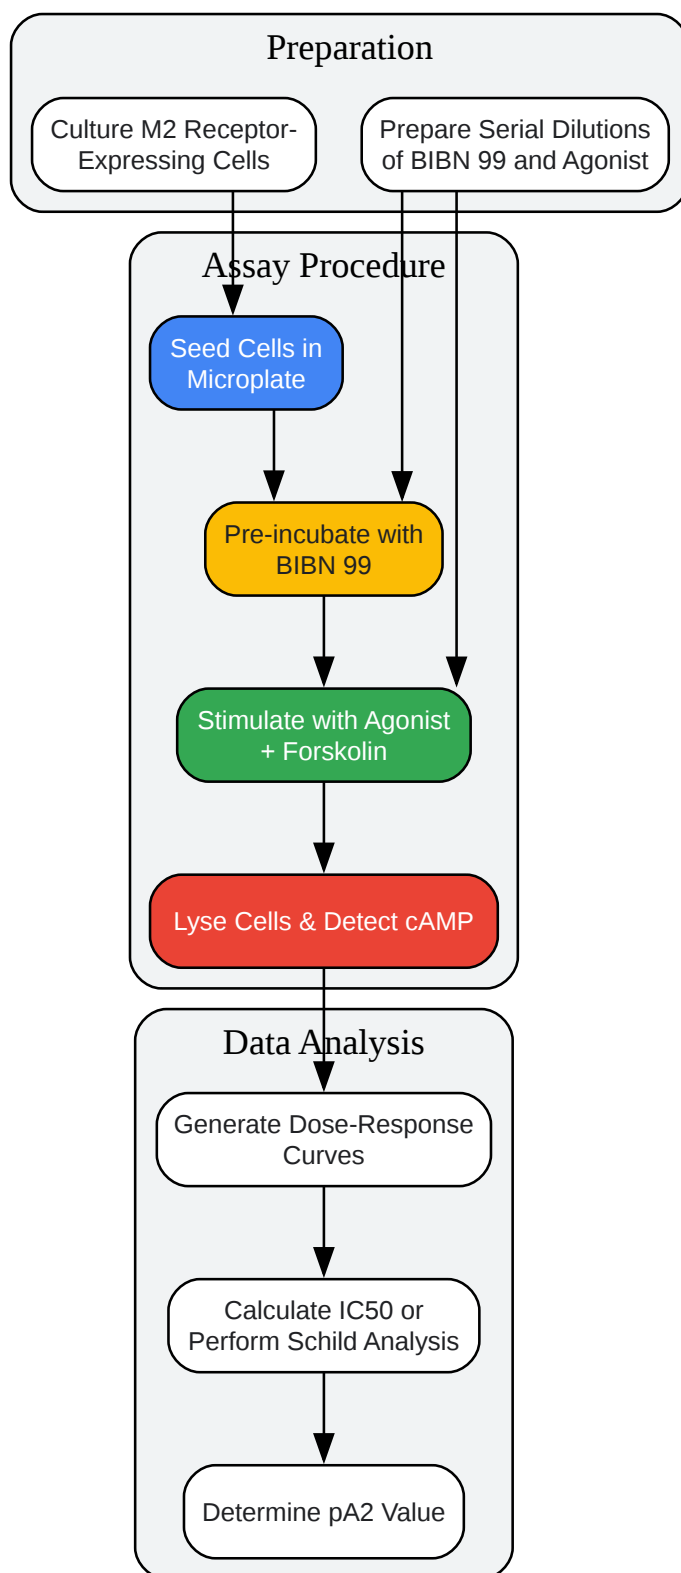 Preparation
Culture M2 Receptor-
Expressing Cells
Prepare Serial Dilutions
of BIBN 99 and Agonist
Assay Procedure
Seed Cells in
Microplate
Pre-incubate with
BIBN 99
Stimulate with Agonist
+ Forskolin
Lyse Cells & Detect cAMP
Data Analysis
Generate Dose-Response
Curves
Calculate IC50 or
Perform Schild Analysis
Determine pA2 Value